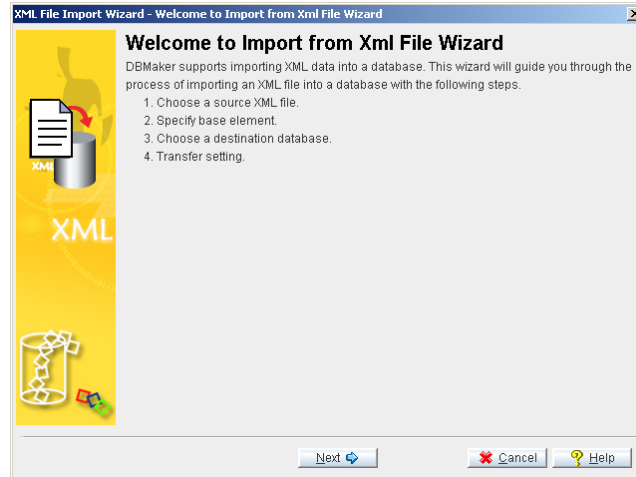 XML File Import Wizard - Welcome to Import from Xml File Wizard
Welcome to Import from Xml File Wizard
DBMaker supports importing XML data into a database. This wizard will guide you through the
process of importing an XML file into a database with the following steps.
1. Choose a source XML file.
2. Specify base element.
3. Choose a destination database.
4. Transfer setting.
XML
XML
Next
Cancel
Help